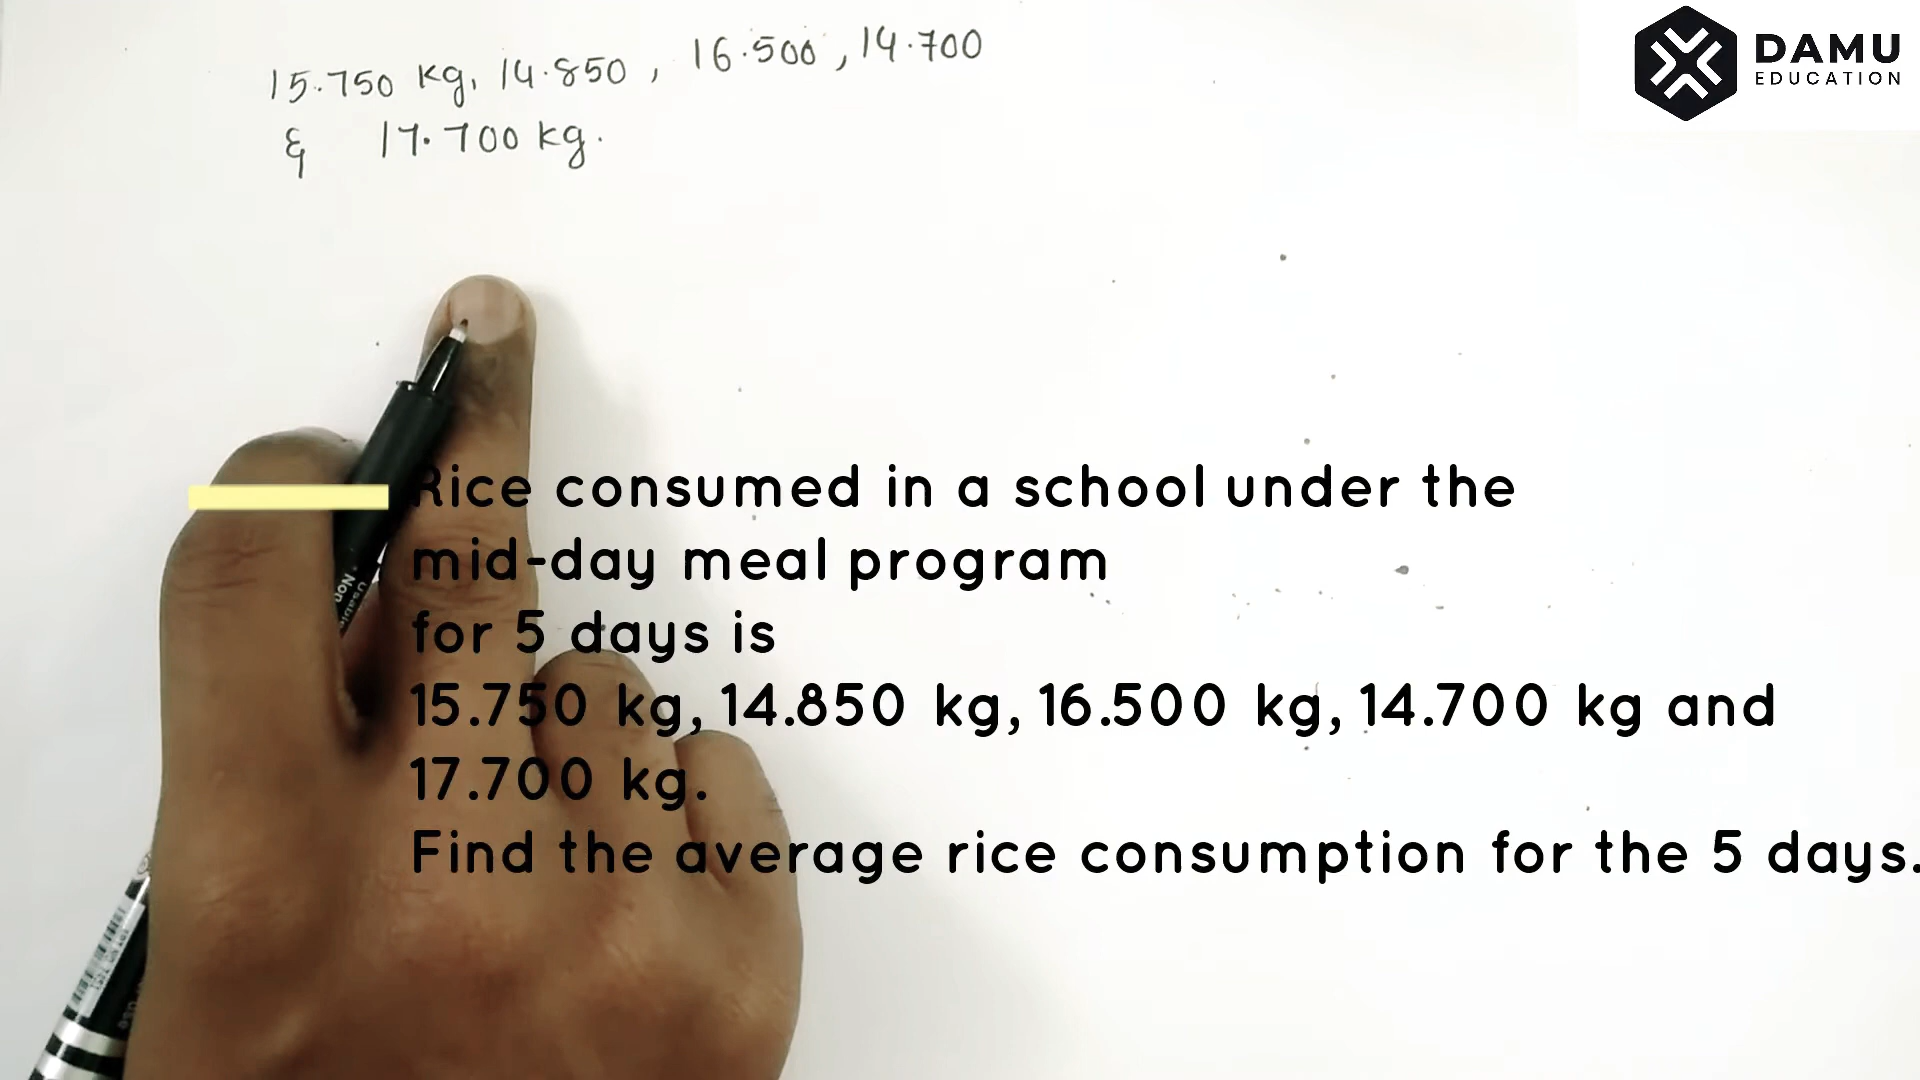 15.750 kg, 14.850, 16.500, 14.700
& 17.700 kg.
DAMU
EDUCATION
Rice consumed in a school under the
mid-day meal program
for 5 days is
15.750 kg, 14.850 kg, 16.500 kg, 14.700 kg and
17.700 kg.
Find the average rice consumption for the 5 days.